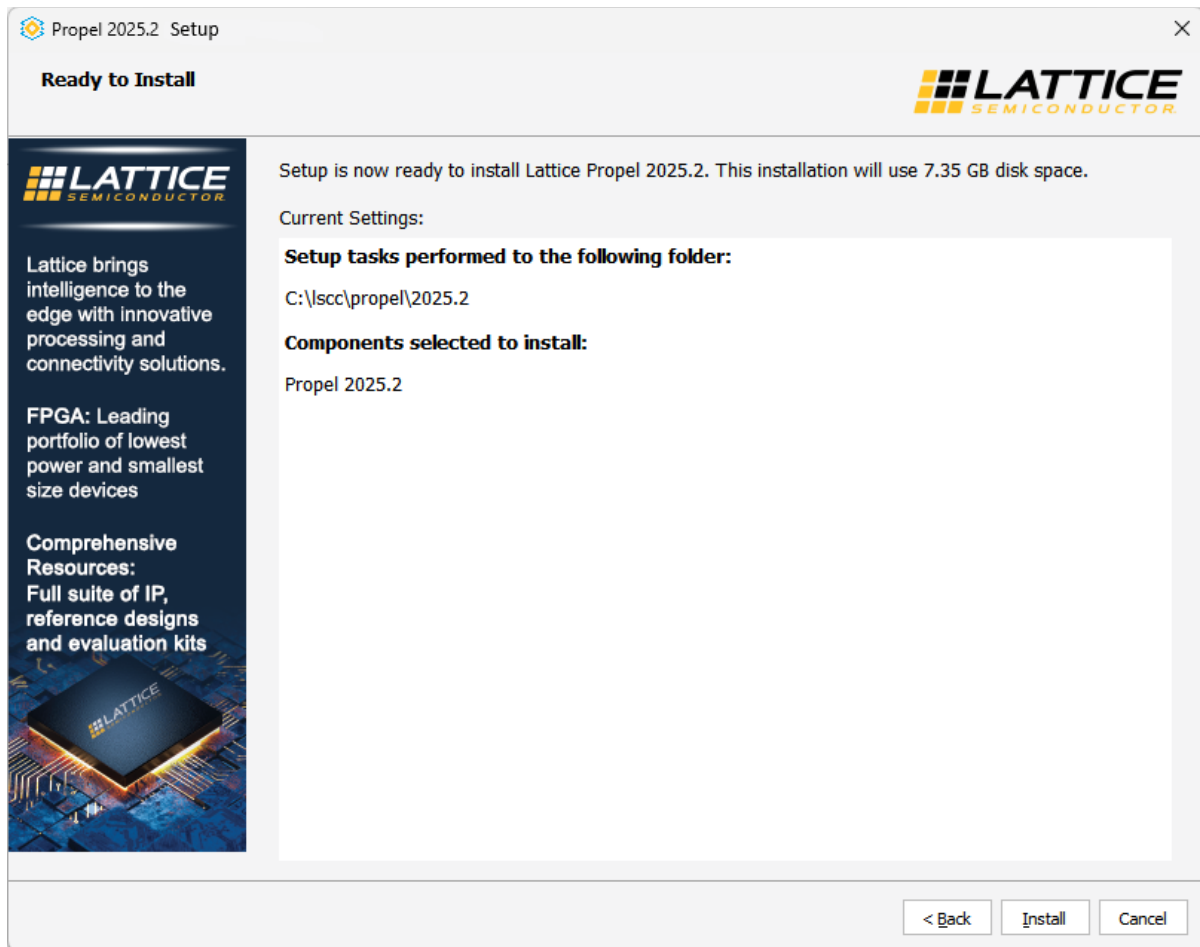 Propel 2025.2 Setup
Ready to Install
LATTICE
SEMICONDUCTOR
LATTICE
SEMICONDUCTOR
Lattice brings
intelligence to the
edge with innovative
processing and
connectivity solutions.
FPGA: Leading
portfolio of lowest
power and smallest
size devices
Comprehensive
Resources:
Full suite of IP,
reference designs
and evaluation kits
LATTICE
Setup is now ready to install Lattice Propel 2025.2. This installation will use 7.35 GB disk space.
Current Settings:
Setup tasks performed to the following folder:
C:\lscc\propel\2025.2
Components selected to install:
Propel 2025.2
< Back
Install
Cancel